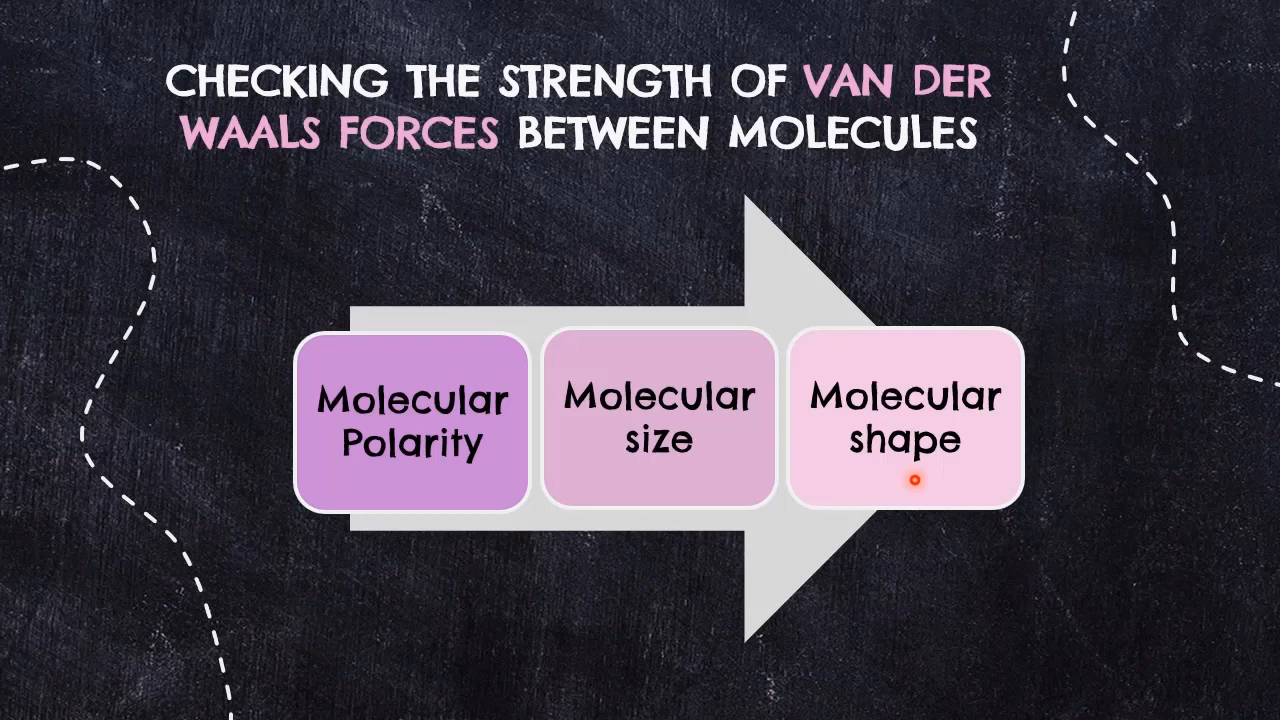 CHECKING THE STRENGTH OF VAN DER
WAALS FORCES BETWEEN MOLECULES
Molecular
Polarity
Molecular
size
Molecular
shape